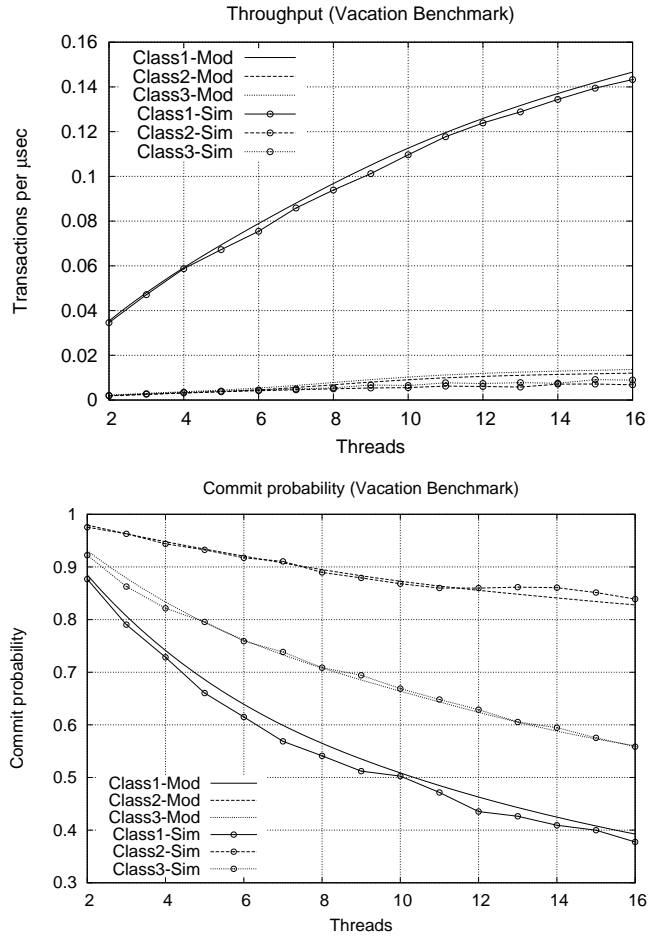 Throughput (Vacation Benchmark)
0.16
0.14
0.12
0.1
0.08
0.06
0.04
0.02
0
Transactions per μsec
Class1-Mod
Class2-Mod
Class3-Mod
Class1-Sim
Class2-Sim
Class3-Sim
2 4 6 8 10 12 14 16
Threads
Commit probability (Vacation Benchmark)
1
0.9
0.8
0.7
0.6
0.5
0.4
0.3
Commit probability
Class1-Mod
Class2-Mod
Class3-Mod
Class1-Sim
Class2-Sim
Class3-Sim
2 4 6 8 10 12 14 16
Threads